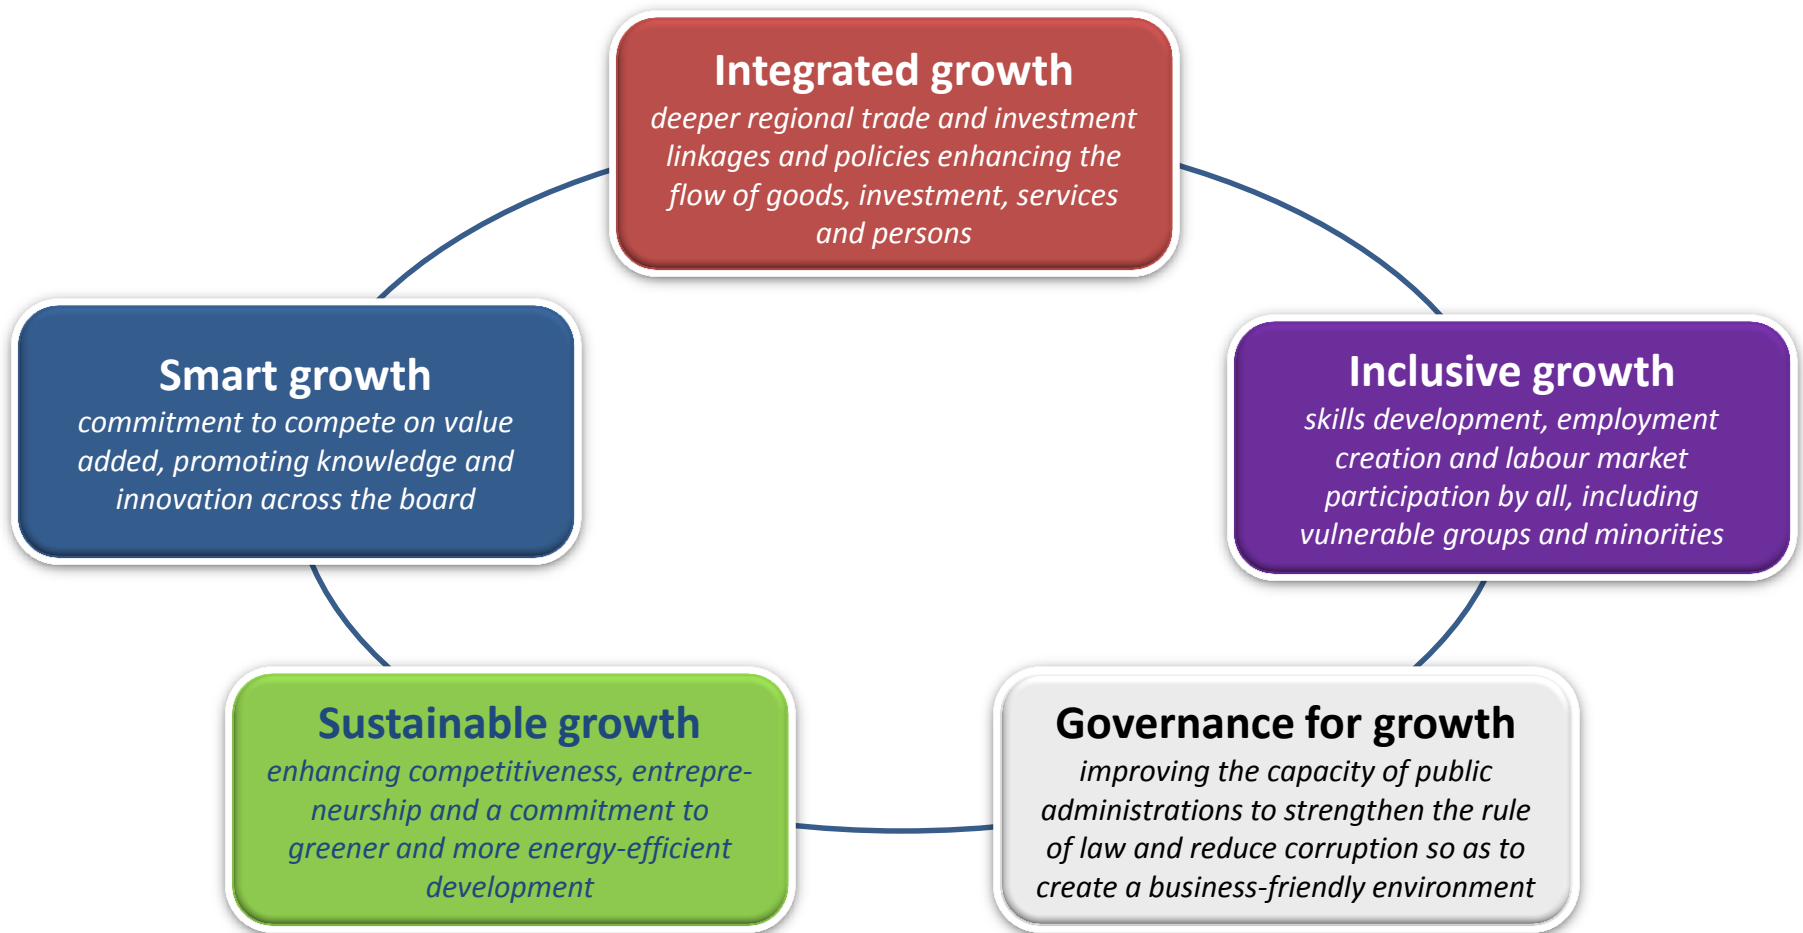 Integrated growth
deeper regional trade and investment
linkages and policies enhancing the
flow of goods, investment, services
and persons
Smart growth
commitment to compete on value
added, promoting knowledge and
innovation across the board
Inclusive growth
skills development, employment
creation and labour market
participation by all, including
vulnerable groups and minorities
Sustainable growth
enhancing competitiveness, entrepre-
neurship and a commitment to
greener and more energy-efficient
development
Governance for growth
improving the capacity of public
administrations to strengthen the rule
of law and reduce corruption so as to
create a business-friendly environment